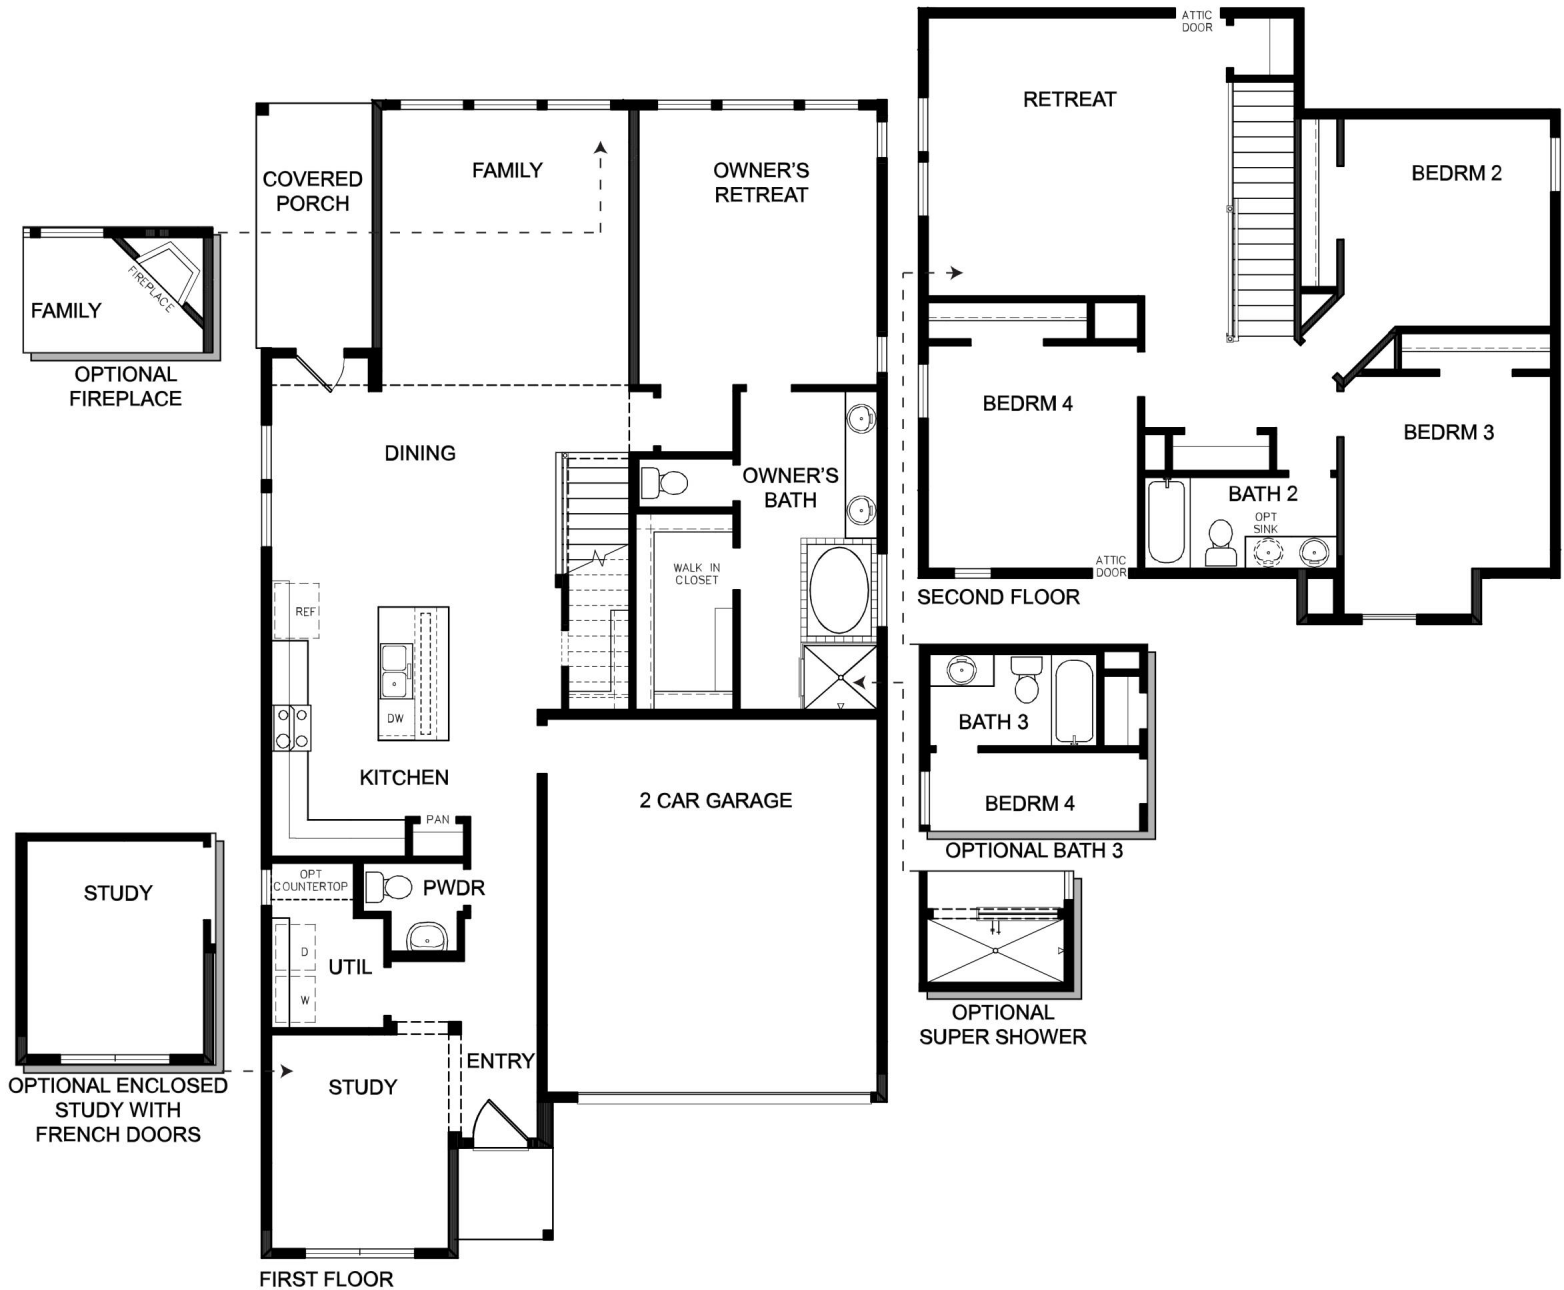 COVERED
PORCH
FAMILY
OWNER'S
RETREAT
FAMILY
FIREPLACE
OPTIONAL
FIREPLACE
DINING
OWNER'S
BATH
WALK IN
CLOSET
REF
DW
KITCHEN
PAN
2 CAR GARAGE
OPT
COUNTERTOP
PWDR
D
UTIL
W
STUDY
OPTIONAL ENCLOSED
STUDY WITH
FRENCH DOORS
ENTRY
STUDY
FIRST FLOOR
ATTIC
DOOR
RETREAT
BEDRM 2
BEDRM 4
BEDRM 3
BATH 2
OPT
SINK
ATTIC
DOOR
SECOND FLOOR
BATH 3
BEDRM 4
OPTIONAL BATH 3
OPTIONAL
SUPER SHOWER